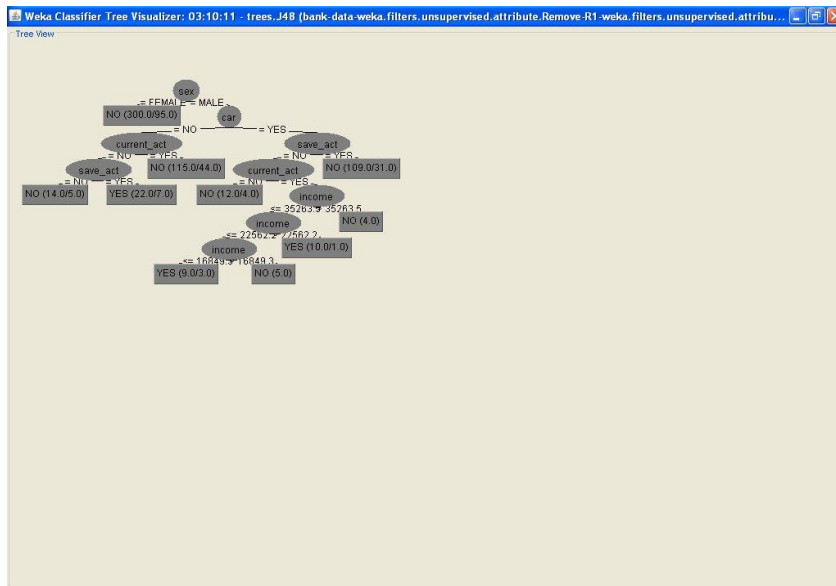 Weka Classifier Tree Visualizer: 03:10:11 - trees.J48 (bank-data-weka.filters.unsupervised.attribute.Remove-R1-weka.filters.unsupervised.attribu...
Tree View
sex
= FEMALE = MALE
NO (300.0/95.0) car
= NO = YES
current_act save_act
= NO = YES = NO = YES
save_act NO (115.0/44.0) current_act NO (109.0/31.0)
= NO = YES = NO = YES
NO (14.0/5.0) YES (22.0/7.0) NO (12.0/4.0) income
<= 35263.5 35263.5
income NO (4.0)
<= 22562.2 22562.2
income YES (10.0/1.0)
<= 16849.3 16849.3
YES (9.0/3.0) NO (5.0)